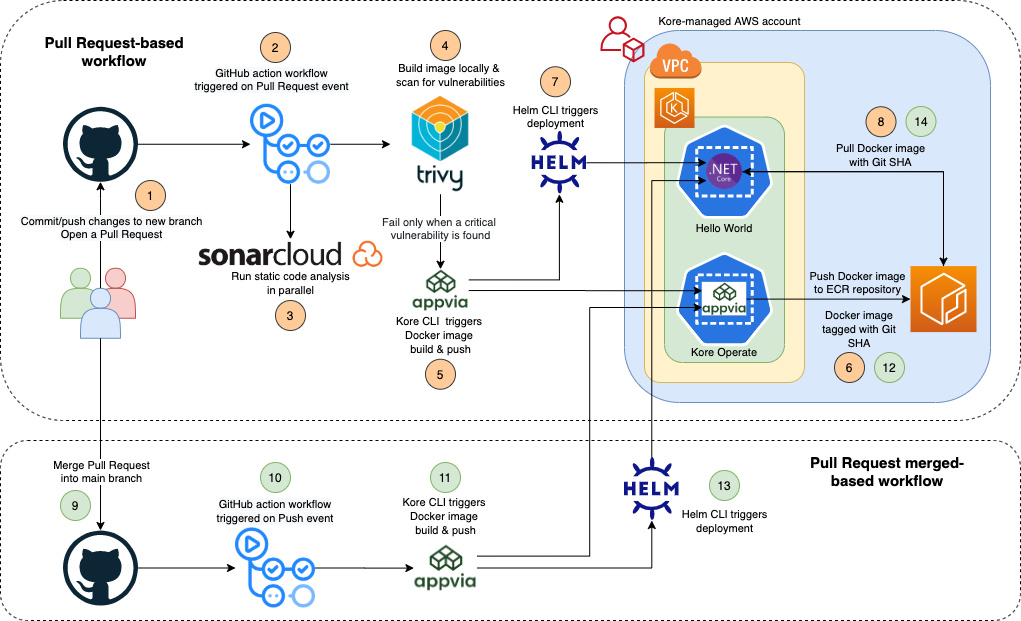 Pull Request-based
workflow
1
Commit/push changes to new branch
Open a Pull Request
2
GitHub action workflow
triggered on Pull Request event
sonarcloud
Run static code analysis
in parallel
3
4
Build image locally &
scan for vulnerabilities
trivy
Fail only when a critical
vulnerability is found
appvia
Kore CLI triggers
Docker image
build & push
5
7
Helm CLI triggers
deployment
HELM
Kore-managed AWS account
VPC
K
.NET
Core
Hello World
appvia
Kore Operate
8
14
Pull Docker image
with Git SHA
Push Docker image
to ECR repository
Docker image
tagged with Git
SHA
6
12
Merge Pull Request
into main branch
9
10
GitHub action workflow
triggered on Push event
11
Kore CLI triggers
Docker image
build & push
appvia
HELM
13
Helm CLI triggers
deployment
Pull Request merged-
based workflow